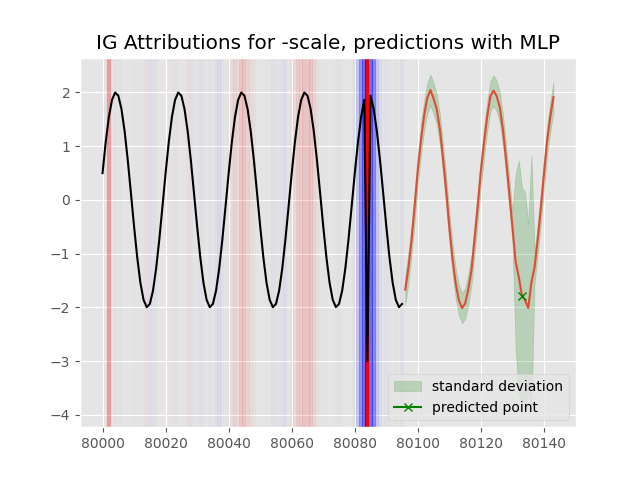 IG Attributions for -scale, predictions with MLP
2
1
0
−1
−2
−3
−4
standard deviation
predicted point
80000 80020 80040 80060 80080 80100 80120 80140